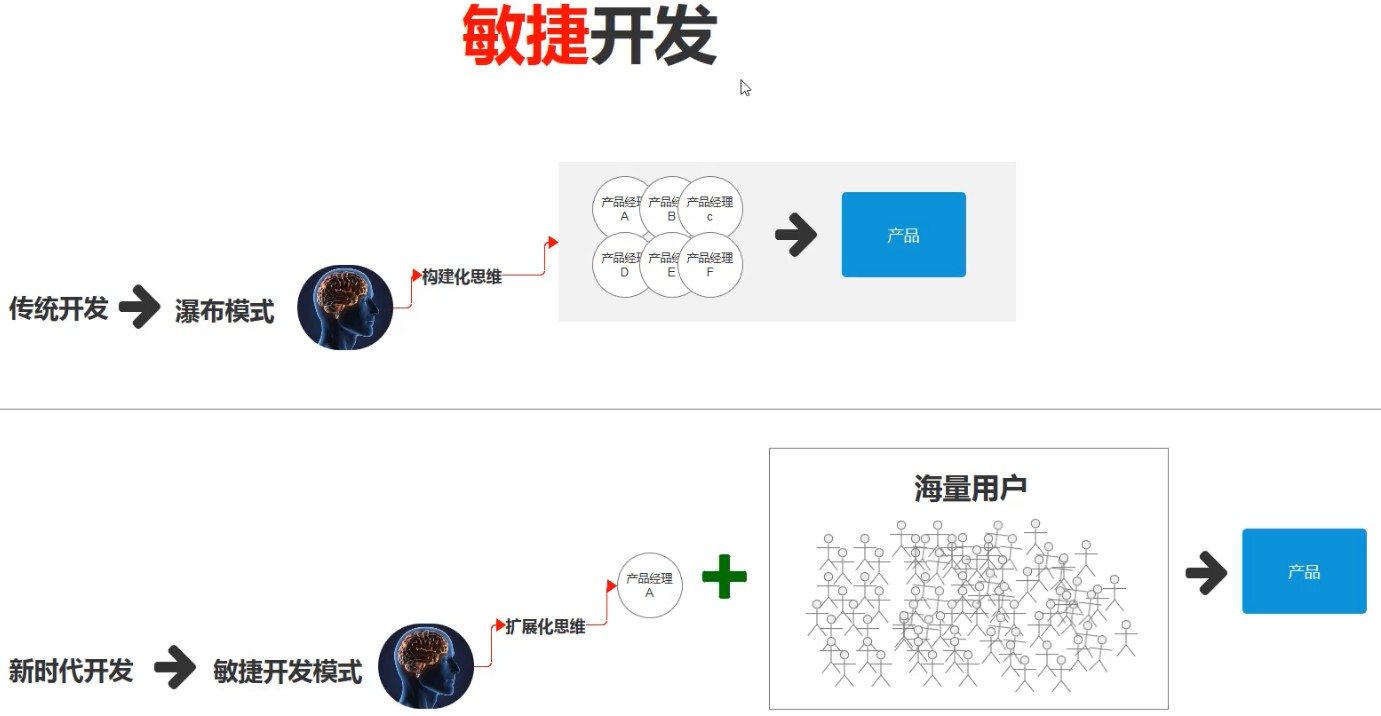 敏捷开发
产品经理
A
产品经
B
产品经理
c
产品经理
D
产品经
E
产品经理
F
产品
构建化思维
传统开发
瀑布模式
海量用户
产品经理
A
产品
扩展化思维
新时代开发
敏捷开发模式